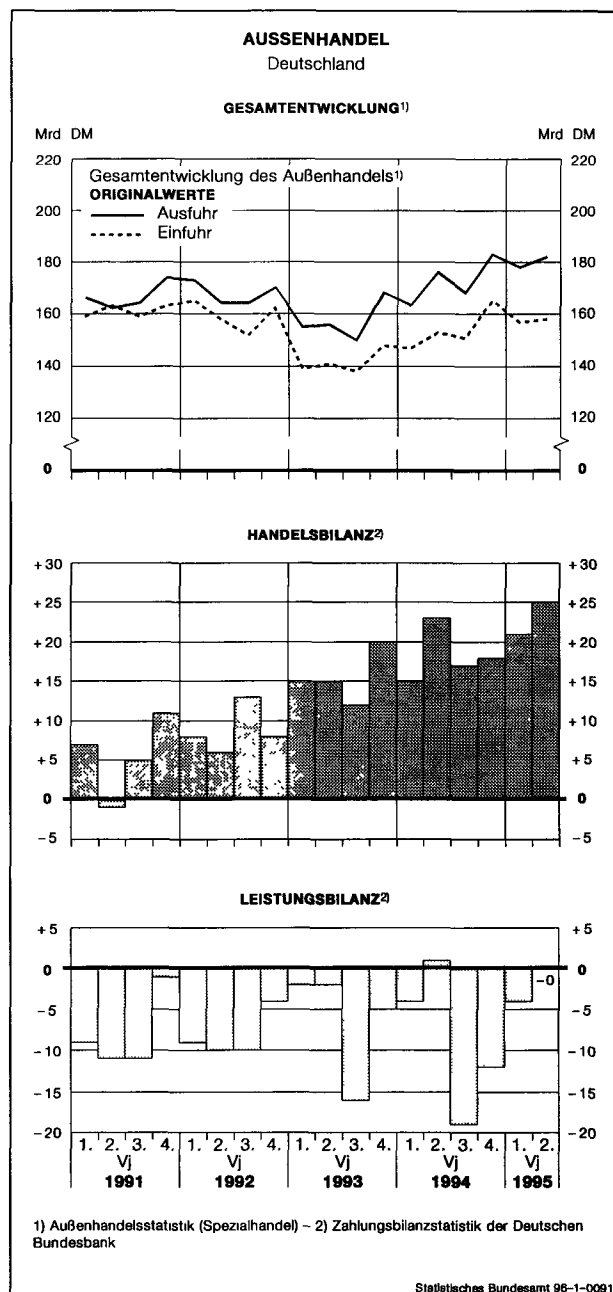 AUSSENHANDEL
Deutschland
GESAMTENTWICKLUNG1)
Mrd DM Mrd DM
220 220
Gesamtentwicklung des Außenhandels1)
ORIGINALWERTE
200 200
Ausfuhr
Einfuhr
180 180
160 160
140 140
120 120
0 0
HANDELSBILANZ2)
+30 +30
+25 +25
+20 +20
+15 +15
+10 +10
+5 +5
0 0
-5 -5
LEISTUNGSBILANZ2)
+5 +5
0 -0 0
-5 -5
-10 -10
-15 -15
-20 -20
1. 2. 3. 4. 1. 2. 3. 4. 1. 2. 3. 4. 1. 2. 3. 4. 1. 2.
Vj Vj Vj Vj Vj
1991 1992 1993 1994 1995
1) Außenhandelsstatistik (Spezialhandel) – 2) Zahlungsbilanzstatistik der Deutschen
Bundesbank
Statistisches Bundesamt 96-1-0091